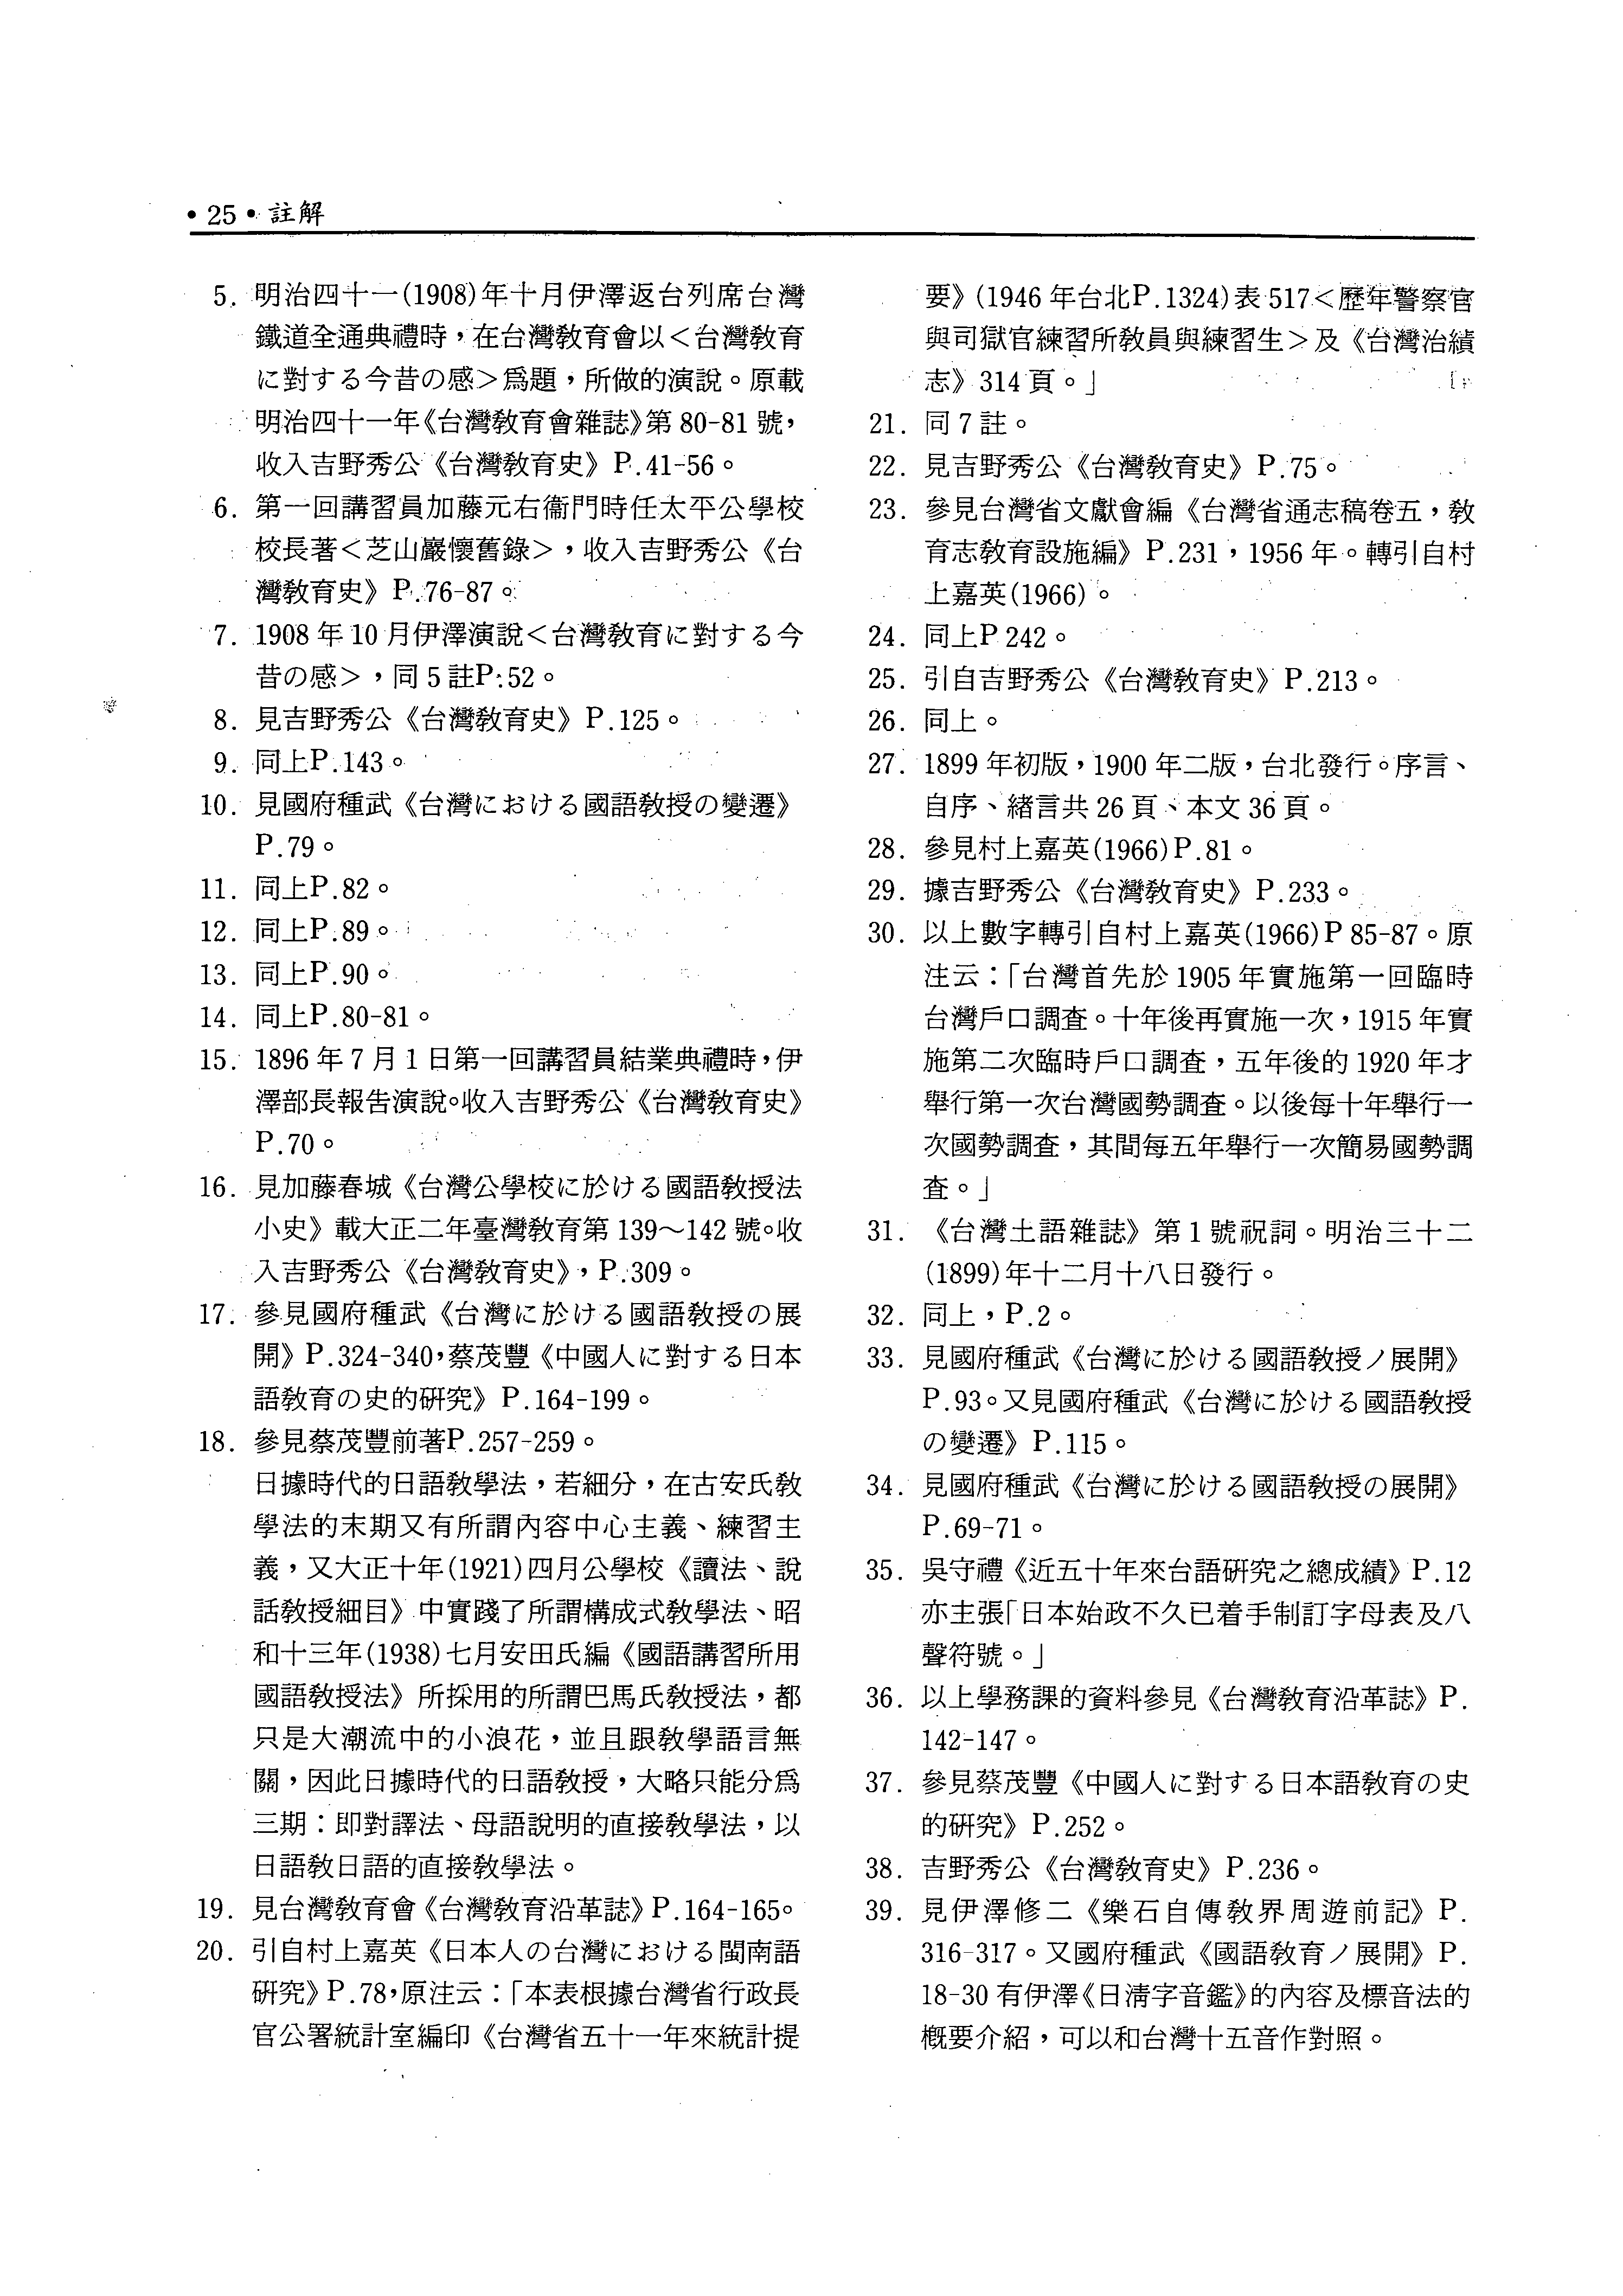 • 25 • 註解
5. 明治四十一(1908)年十月伊澤返台列席台灣
鐵道全通典禮時，在台灣教育會以＜台灣教育
に對する今昔の感＞爲題，所做的演說。原載
明治四十一年《台灣教育會雜誌》第 80-81 號，
收入吉野秀公《台灣教育史》P.41-56。
6. 第一回講習員加藤元右衞門時任太平公學校
校長著＜芝山巖懷舊錄＞，收入吉野秀公《台
灣教育史》P.76-87。
7. 1908 年 10 月伊澤演說＜台灣教育に對する今
昔の感＞，同 5 註P.52。
8. 見吉野秀公《台灣教育史》P.125。
9. 同上P.143。
10. 見國府種武《台灣における國語教授の變遷》
P.79。
11. 同上P.82。
12. 同上P.89。
13. 同上P.90。
14. 同上P.80-81。
15. 1896 年 7 月 1 日第一回講習員結業典禮時，伊
澤部長報告演說。收入吉野秀公《台灣教育史》
P.70。
16. 見加藤春城《台灣公學校に於ける國語教授法
小史》載大正二年臺灣教育第 139～142 號。收
入吉野秀公《台灣教育史》，P.309。
17. 參見國府種武《台灣に於ける國語教授の展
開》P.324-340，蔡茂豐《中國人に對する日本
語教育の史的研究》P.164-199。
18. 參見蔡茂豐前著P.257-259。
日據時代的日語教學法，若細分，在古安氏教
學法的末期又有所謂內容中心主義、練習主
義，又大正十年(1921)四月公學校《讀法、說
話教授細目》中實踐了所謂構成式教學法、昭
和十三年(1938)七月安田氏編《國語講習所用
國語教授法》所採用的所謂巴馬氏教授法，都
只是大潮流中的小浪花，並且跟教學語言無
關，因此日據時代的日語教授，大略只能分爲
三期：即對譯法、母語說明的直接教學法，以
日語教日語的直接教學法。
19. 見台灣教育會《台灣教育沿革誌》P.164-165。
20. 引自村上嘉英《日本人の台灣における閩南語
研究》P.78，原注云：「本表根據台灣省行政長
官公署統計室編印《台灣省五十一年來統計提
要》(1946 年台北P.1324)表 517＜歷年警察官
與司獄官練習所教員與練習生＞及《台灣治績
志》314 頁。」
21. 同 7 註。
22. 見吉野秀公《台灣教育史》P.75。
23. 參見台灣省文獻會編《台灣省通志稿卷五，教
育志教育設施編》P.231，1956 年。轉引自村
上嘉英(1966)。
24. 同上P 242。
25. 引自吉野秀公《台灣教育史》P.213。
26. 同上。
27. 1899 年初版，1900 年二版，台北發行。序言、
自序、緒言共 26 頁、本文 36 頁。
28. 參見村上嘉英(1966)P.81。
29. 據吉野秀公《台灣教育史》P.233。
30. 以上數字轉引自村上嘉英(1966)P 85-87。原
注云：「台灣首先於 1905 年實施第一回臨時
台灣戶口調查。十年後再實施一次，1915 年實
施第二次臨時戶口調查，五年後的 1920 年才
舉行第一次台灣國勢調查。以後每十年舉行一
次國勢調查，其間每五年舉行一次簡易國勢調
查。」
31. 《台灣土語雜誌》第 1 號祝詞。明治三十二
(1899)年十二月十八日發行。
32. 同上，P.2。
33. 見國府種武《台灣に於ける國語教授ノ展開》
P.93。又見國府種武《台灣に於ける國語教授
の變遷》P.115。
34. 見國府種武《台灣に於ける國語教授の展開》
P.69-71。
35. 吳守禮《近五十年來台語研究之總成績》P.12
亦主張「日本始政不久已着手制訂字母表及八
聲符號。」
36. 以上學務課的資料參見《台灣教育沿革誌》P.
142-147。
37. 參見蔡茂豐《中國人に對する日本語教育の史
的研究》P.252。
38. 吉野秀公《台灣教育史》P.236。
39. 見伊澤修二《樂石自傳教界周遊前記》P.
316-317。又國府種武《國語教育ノ展開》P.
18-30 有伊澤《日淸字音鑑》的內容及標音法的
概要介紹，可以和台灣十五音作對照。